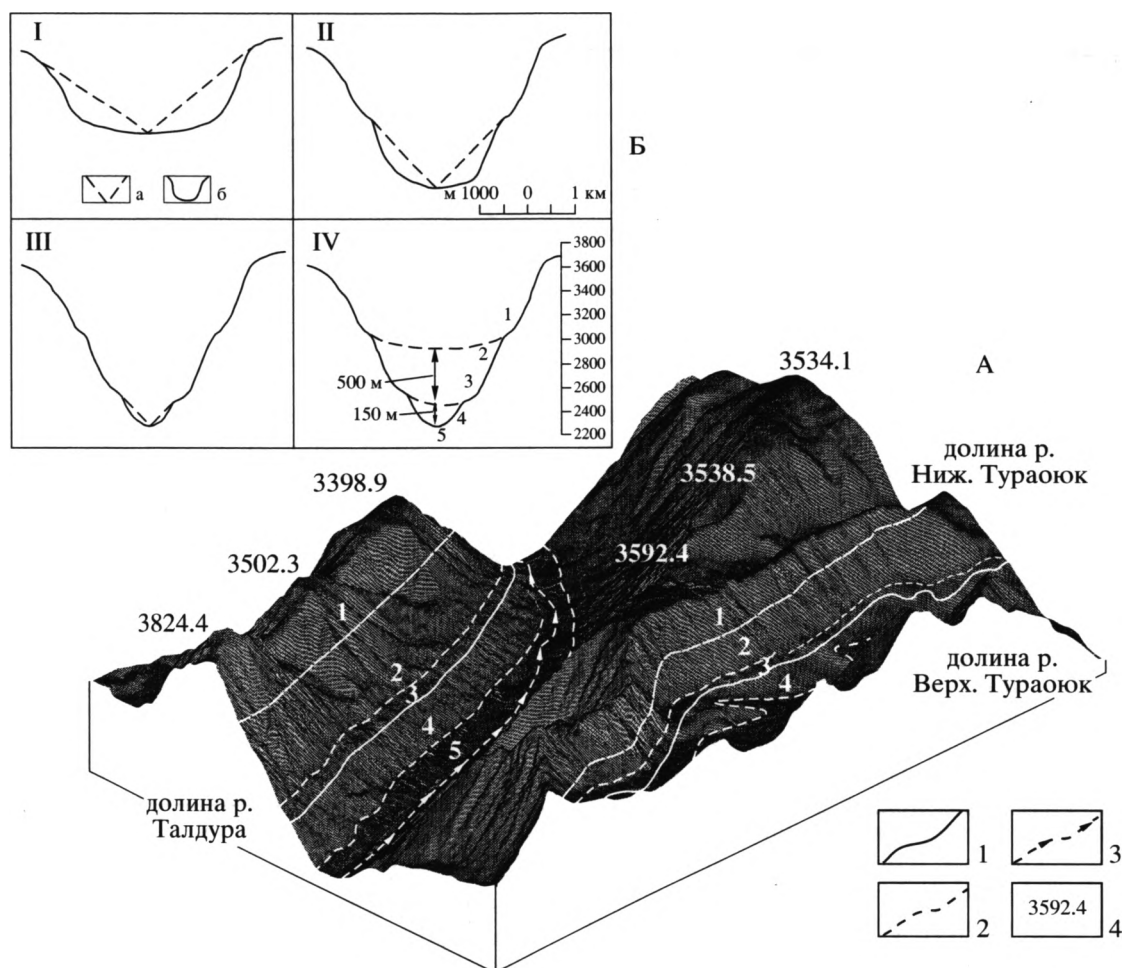 I
II
Б
а
б
м 1000 0 1 км
III
IV
3800
3600
3400
3200
3000
2800
2600
2400
2200
1
2
500 м
3
150 м
4
5
А
3534.1
долина р.
Ниж. Тураоюк
3398.9
3538.5
3502.3
3592.4
3824.4
1
1
2
2
3
3
4
4
5
долина р.
Верх. Тураоюк
долина р.
Талдура
1
3
2
3592.4
4